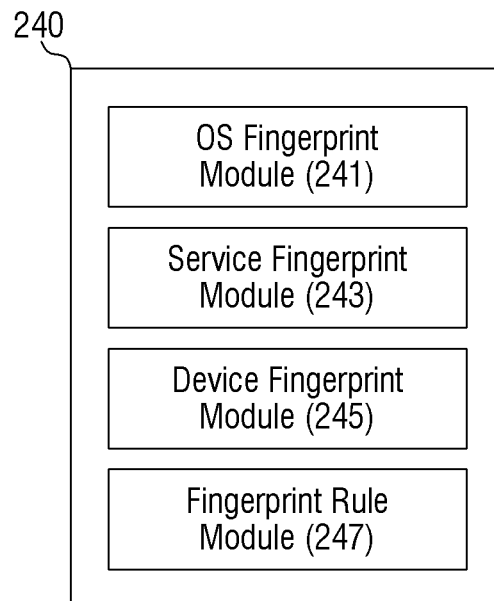 240
OS Fingerprint
Module (241)
Service Fingerprint
Module (243)
Device Fingerprint
Module (245)
Fingerprint Rule
Module (247)